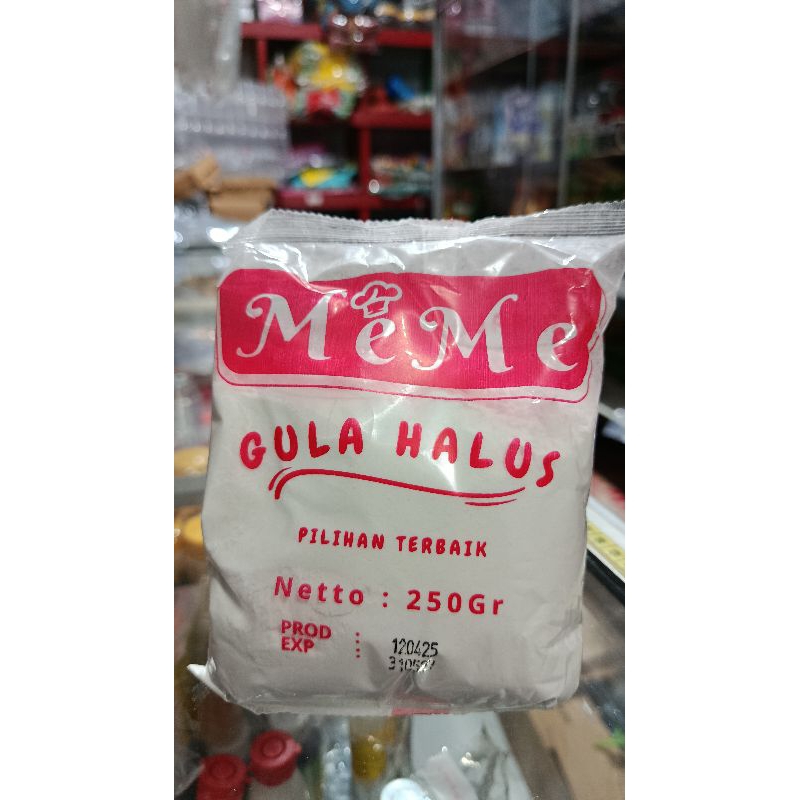 MeMe
GULA HALUS
PILIHAN TERBAIK
Netto : 250Gr
PROD : 120425
EXP :